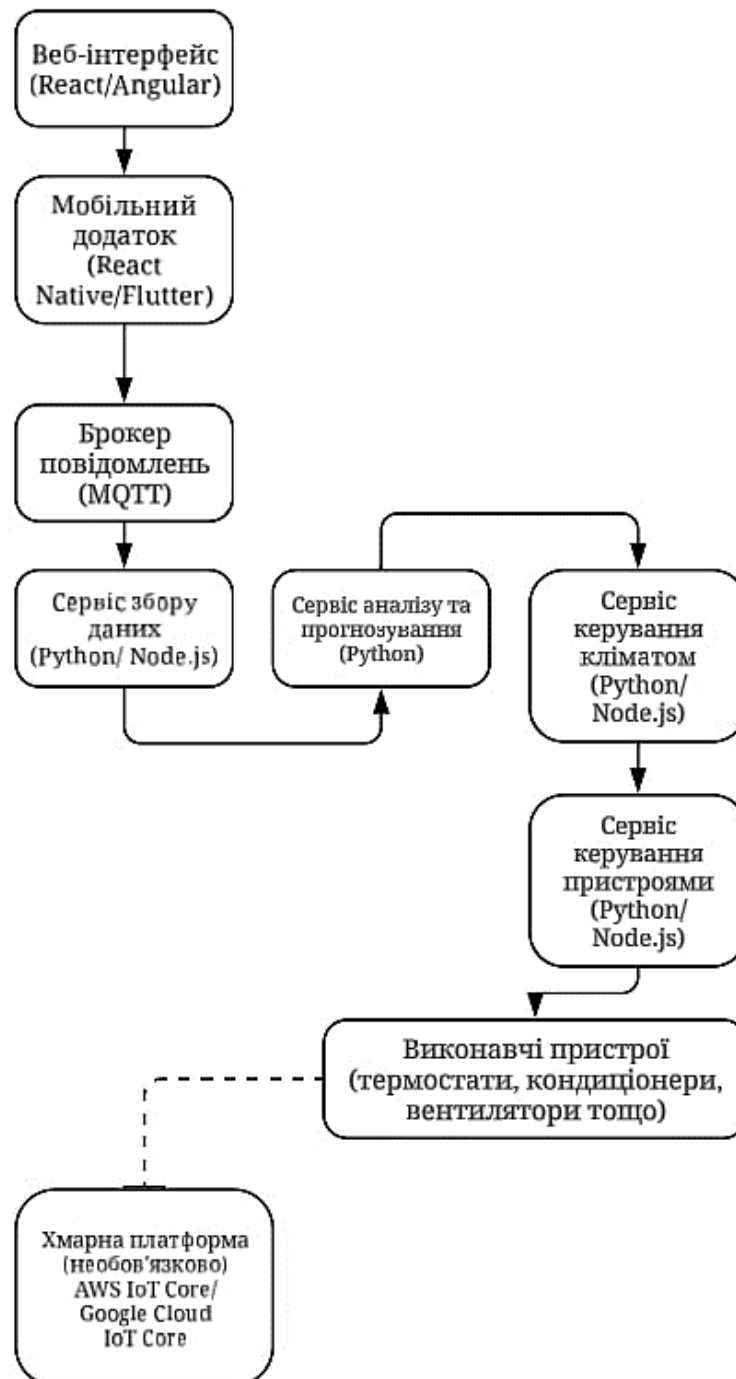 Веб-інтерфейс
(React/Angular)
Мобільний
додаток
(React
Native/Flutter)
Брокер
повідомлень
(MQTT)
Сервіс збору
даних
(Python/ Node.js)
Сервіс аналізу та
прогнозування
(Python)
Сервіс
керування
кліматом
(Python/
Node.js)
Сервіс
керування
пристроями
(Python/
Node.js)
Виконавчі пристрої
(термостати, кондиціонери,
вентилятори тощо)
Хмарна платформа
(необов'язково)
AWS IoT Core/
Google Cloud
IoT Core